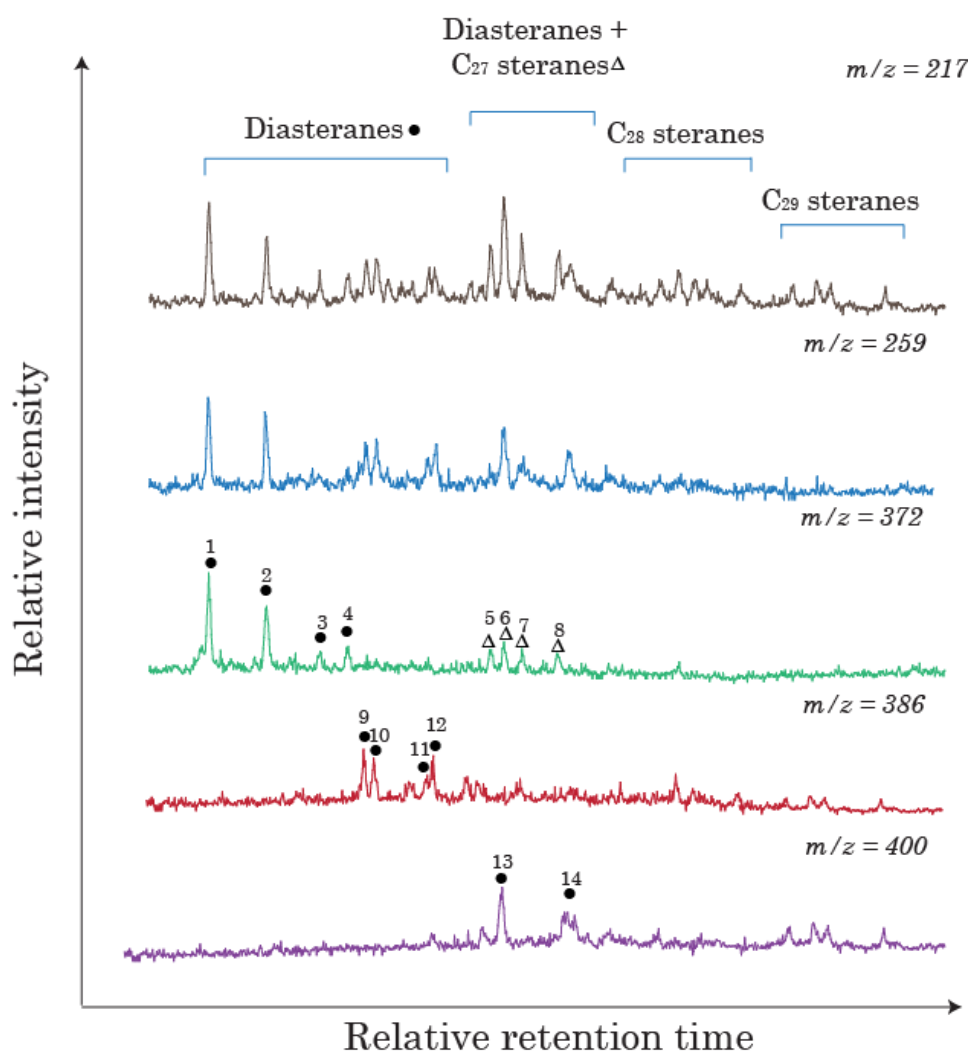 Diasteranes +
C₂₇ steranesΔ
m/z = 217
Diasteranes ●
C₂₈ steranes
C₂₉ steranes
m/z = 259
m/z = 372
1
2
3
4
5
6
7
8
m/z = 386
9
10
11
12
m/z = 400
13
14
Relative intensity
Relative retention time